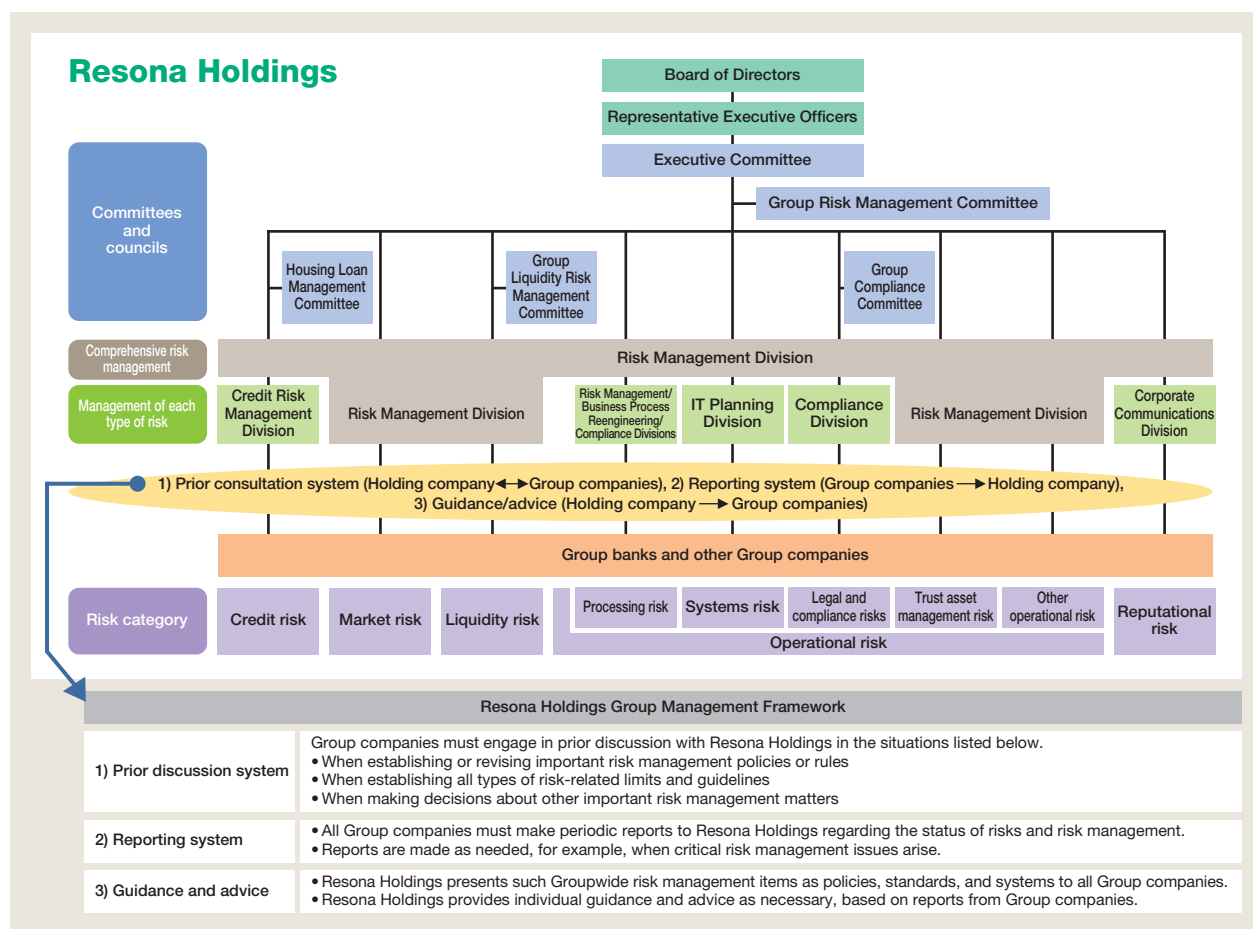 Resona Holdings
Board of Directors
Representative Executive Officers
Executive Committee
Group Risk Management Committee
Committees
and
councils
Housing Loan
Management
Committee
Group
Liquidity Risk
Management
Committee
Group
Compliance
Committee
Comprehensive risk
management
Risk Management Division
Management of each
type of risk
Credit Risk
Management
Division
Risk Management Division
Risk Management/
Business Process
Reengineering/
Compliance Divisions
IT Planning
Division
Compliance
Division
Risk Management Division
Corporate
Communications
Division
1) Prior consultation system (Holding company↔Group companies), 2) Reporting system (Group companies→Holding company),
3) Guidance/advice (Holding company→Group companies)
Group banks and other Group companies
Risk category
Credit risk
Market risk
Liquidity risk
Processing risk
Systems risk
Legal and
compliance risks
Trust asset
management risk
Other
operational risk
Operational risk
Reputational
risk
Resona Holdings Group Management Framework
1) Prior discussion system
Group companies must engage in prior discussion with Resona Holdings in the situations listed below.
• When establishing or revising important risk management policies or rules
• When establishing all types of risk-related limits and guidelines
• When making decisions about other important risk management matters
2) Reporting system
• All Group companies must make periodic reports to Resona Holdings regarding the status of risks and risk management.
• Reports are made as needed, for example, when critical risk management issues arise.
3) Guidance and advice
• Resona Holdings presents such Groupwide risk management items as policies, standards, and systems to all Group companies.
• Resona Holdings provides individual guidance and advice as necessary, based on reports from Group companies.